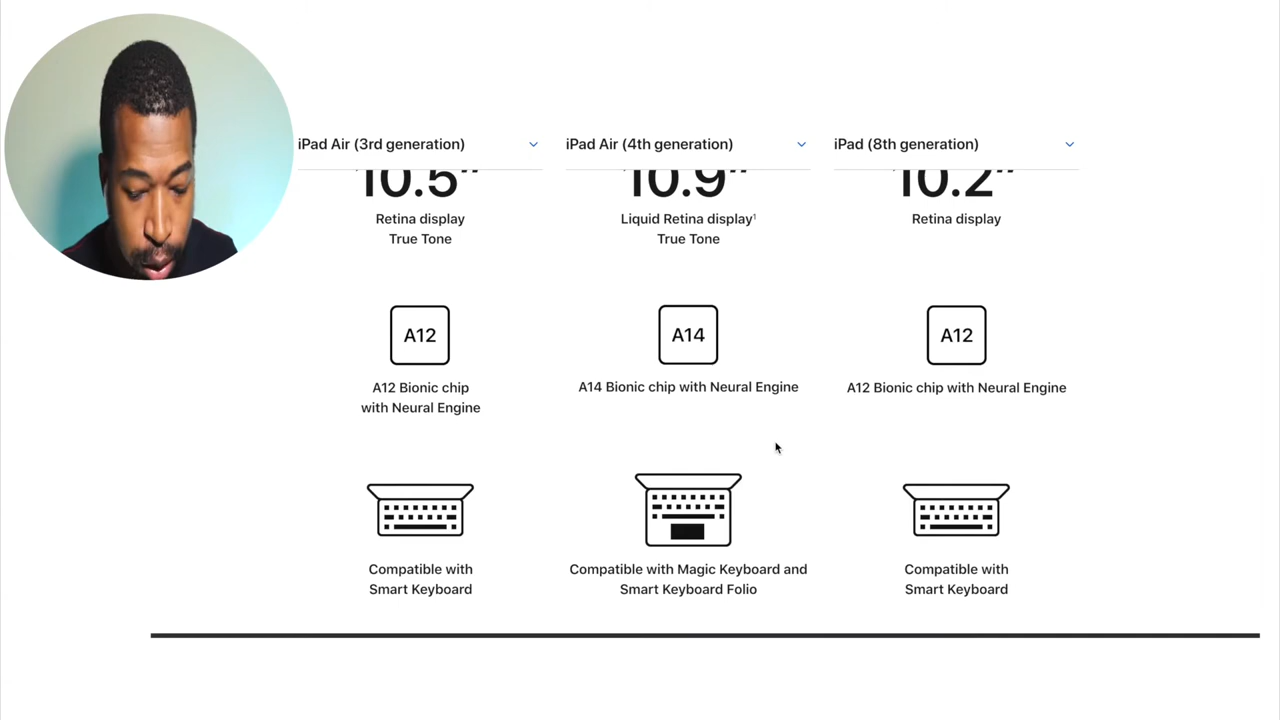 iPad Air (3rd generation)
iPad Air (4th generation)
iPad (8th generation)
10.5"
10.9"
10.2"
Retina display
True Tone
Liquid Retina display¹
True Tone
Retina display
A12
A14
A12
A12 Bionic chip
with Neural Engine
A14 Bionic chip with Neural Engine
A12 Bionic chip with Neural Engine
Compatible with
Smart Keyboard
Compatible with Magic Keyboard and
Smart Keyboard Folio
Compatible with
Smart Keyboard